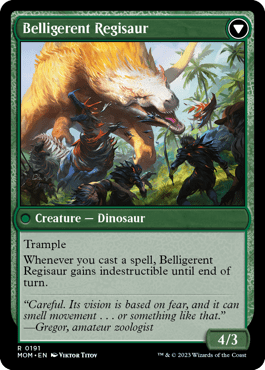 Belligerent Regisaur
Creature — Dinosaur
Trample
Whenever you cast a spell, Belligerent
Regisaur gains indestructible until end of
turn.
“Careful. Its vision is based on fear, and it can
smell movement . . . or something like that.”
—Gregor, amateur zoologist
4/3
R 0191
MOM • EN Viktor Titov
™ & © 2023 Wizards of the Coast